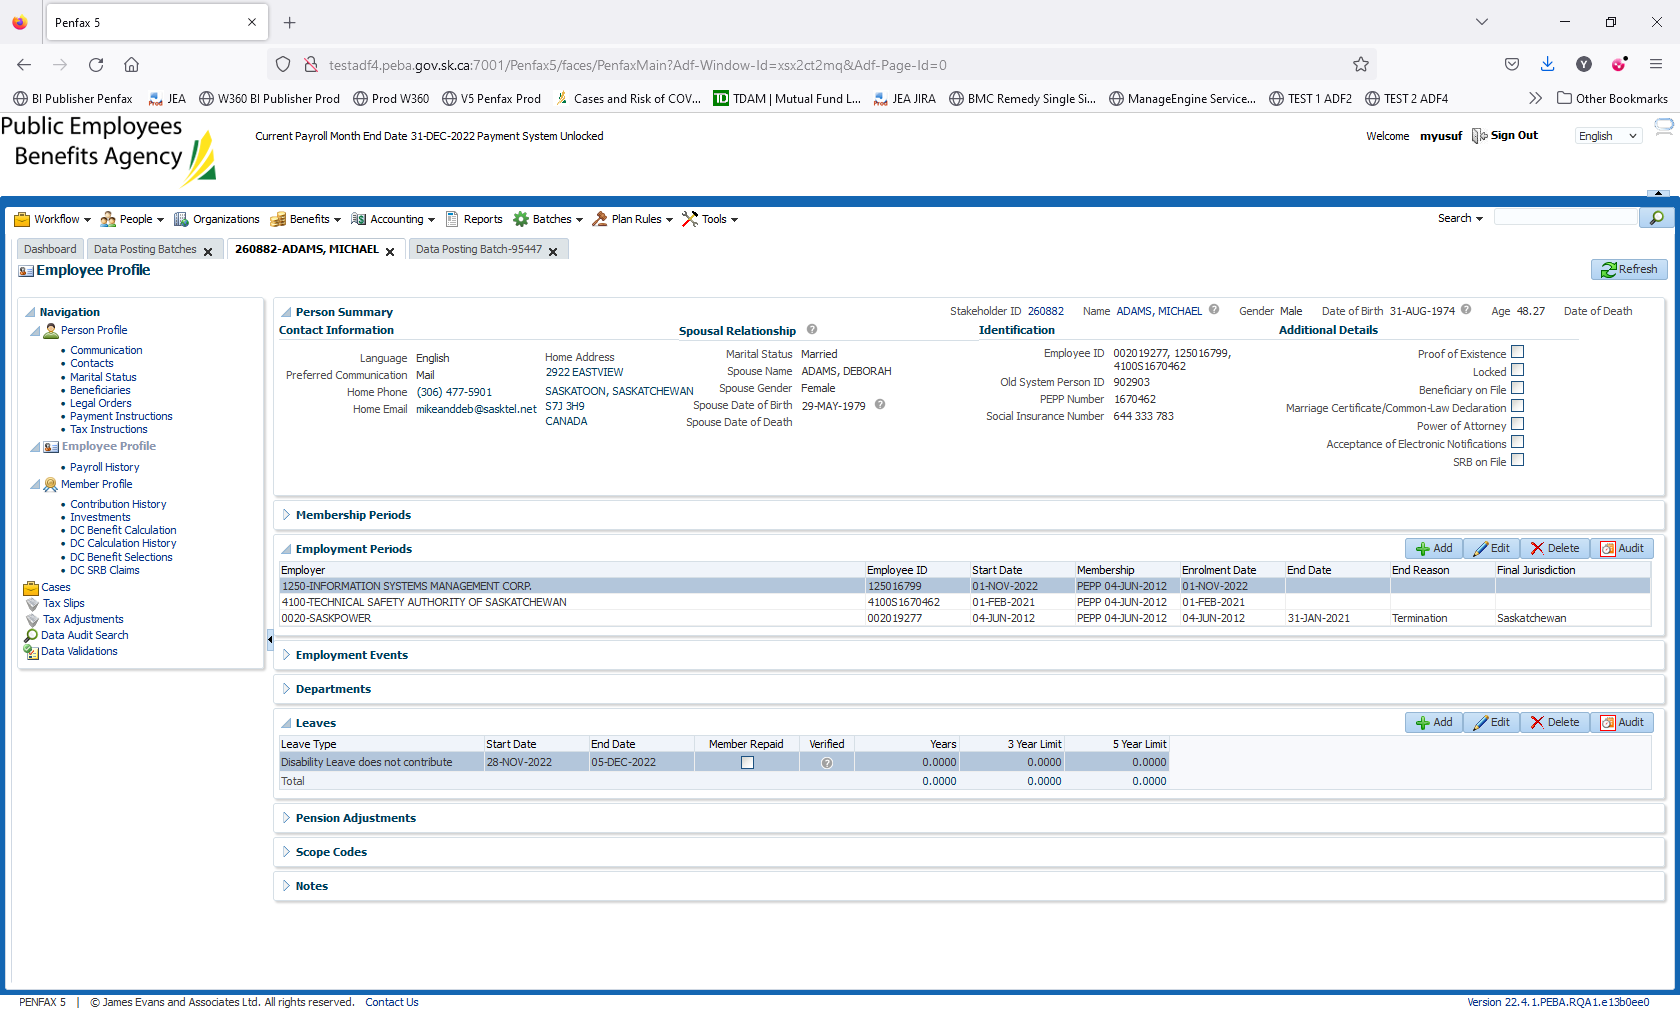 Penfax 5
testadf4.peba.gov.sk.ca:7001/Penfax5/faces/PenfaxMain?Adf-Window-Id=xsx2ct2mq&Adf-Page-Id=0
BI Publisher Penfax JEA W360 BI Publisher Prod Prod W360 V5 Penfax Prod Cases and Risk of COV... TD TDAM | Mutual Fund L... JEA JIRA BMC Remedy Single Si... ManageEngine Service... TEST 1 ADF2 TEST 2 ADF4 Other Bookmarks
Public Employees
Benefits Agency
Current Payroll Month End Date 31-DEC-2022 Payment System Unlocked
Welcome myusuf Sign Out English
Workflow People Organizations Benefits Accounting Reports Batches Plan Rules Tools Search
Dashboard Data Posting Batches 260882-ADAMS, MICHAEL Data Posting Batch-95447
Employee Profile
Refresh
Navigation
Person Profile
Communication
Contacts
Marital Status
Beneficiaries
Legal Orders
Payment Instructions
Tax Instructions
Employee Profile
Payroll History
Member Profile
Contribution History
Investments
DC Benefit Calculation
DC Calculation History
DC Benefit Selections
DC SRB Claims
Cases
Tax Slips
Tax Adjustments
Data Audit Search
Data Validations
Person Summary
Stakeholder ID 260882 Name ADAMS, MICHAEL Gender Male Date of Birth 31-AUG-1974 Age 48.27 Date of Death
Contact Information
Language English
Preferred Communication Mail
Home Phone (306) 477-5901
Home Email mikeanddeb@sasktel.net
Home Address
2922 EASTVIEW
SASKATOON, SASKATCHEWAN
S7J 3H9
CANADA
Spousal Relationship
Marital Status Married
Spouse Name ADAMS, DEBORAH
Spouse Gender Female
Spouse Date of Birth 29-MAY-1979
Spouse Date of Death
Identification
Employee ID 002019277, 125016799,
4100S1670462
Old System Person ID 902903
PEPP Number 1670462
Social Insurance Number 644 333 783
Additional Details
Proof of Existence
Locked
Beneficiary on File
Marriage Certificate/Common-Law Declaration
Power of Attorney
Acceptance of Electronic Notifications
SRB on File
Membership Periods
Employment Periods
Add Edit Delete Audit
Employer Employee ID Start Date Membership Enrolment Date End Date End Reason Final Jurisdiction
1250-INFORMATION SYSTEMS MANAGEMENT CORP. 125016799 01-NOV-2022 PEPP 04-JUN-2012 01-NOV-2022
4100-TECHNICAL SAFETY AUTHORITY OF SASKATCHEWAN 4100S1670462 01-FEB-2021 PEPP 04-JUN-2012 01-FEB-2021
0020-SASKPOWER 002019277 04-JUN-2012 PEPP 04-JUN-2012 04-JUN-2012 31-JAN-2021 Termination Saskatchewan
Employment Events
Departments
Leaves
Add Edit Delete Audit
Leave Type Start Date End Date Member Repaid Verified Years 3 Year Limit 5 Year Limit
Disability Leave does not contribute 28-NOV-2022 05-DEC-2022 0.0000 0.0000 0.0000
Total 0.0000 0.0000 0.0000
Pension Adjustments
Scope Codes
Notes
PENFAX 5 | © James Evans and Associates Ltd. All rights reserved. Contact Us
Version 22.4.1.PEBA.RQA1.e13b0ee0